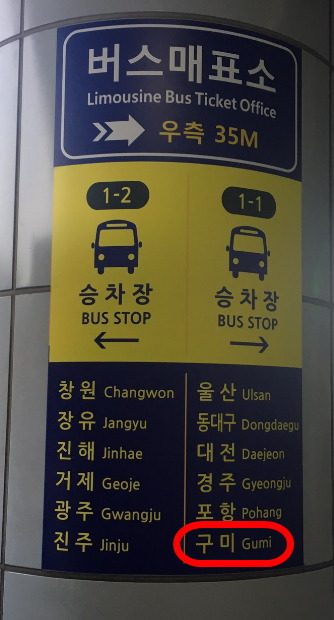 버스매표소
Limousine Bus Ticket Office
우측 35M
1-2
승차장
BUS STOP
1-1
승차장
BUS STOP
창원 Changwon
장유 Jangyu
진해 Jinhae
거제 Geoje
광주 Gwangju
진주 Jinju
울산 Ulsan
동대구 Dongdaegu
대전 Daejeon
경주 Gyeongju
포항 Pohang
구미 Gumi